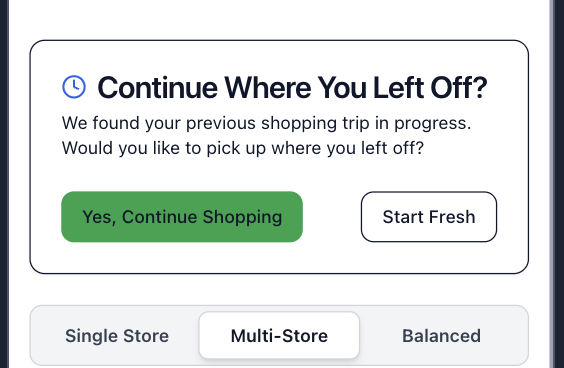 Continue Where You Left Off?
We found your previous shopping trip in progress.
Would you like to pick up where you left off?
Yes, Continue Shopping
Start Fresh
Single Store
Multi-Store
Balanced